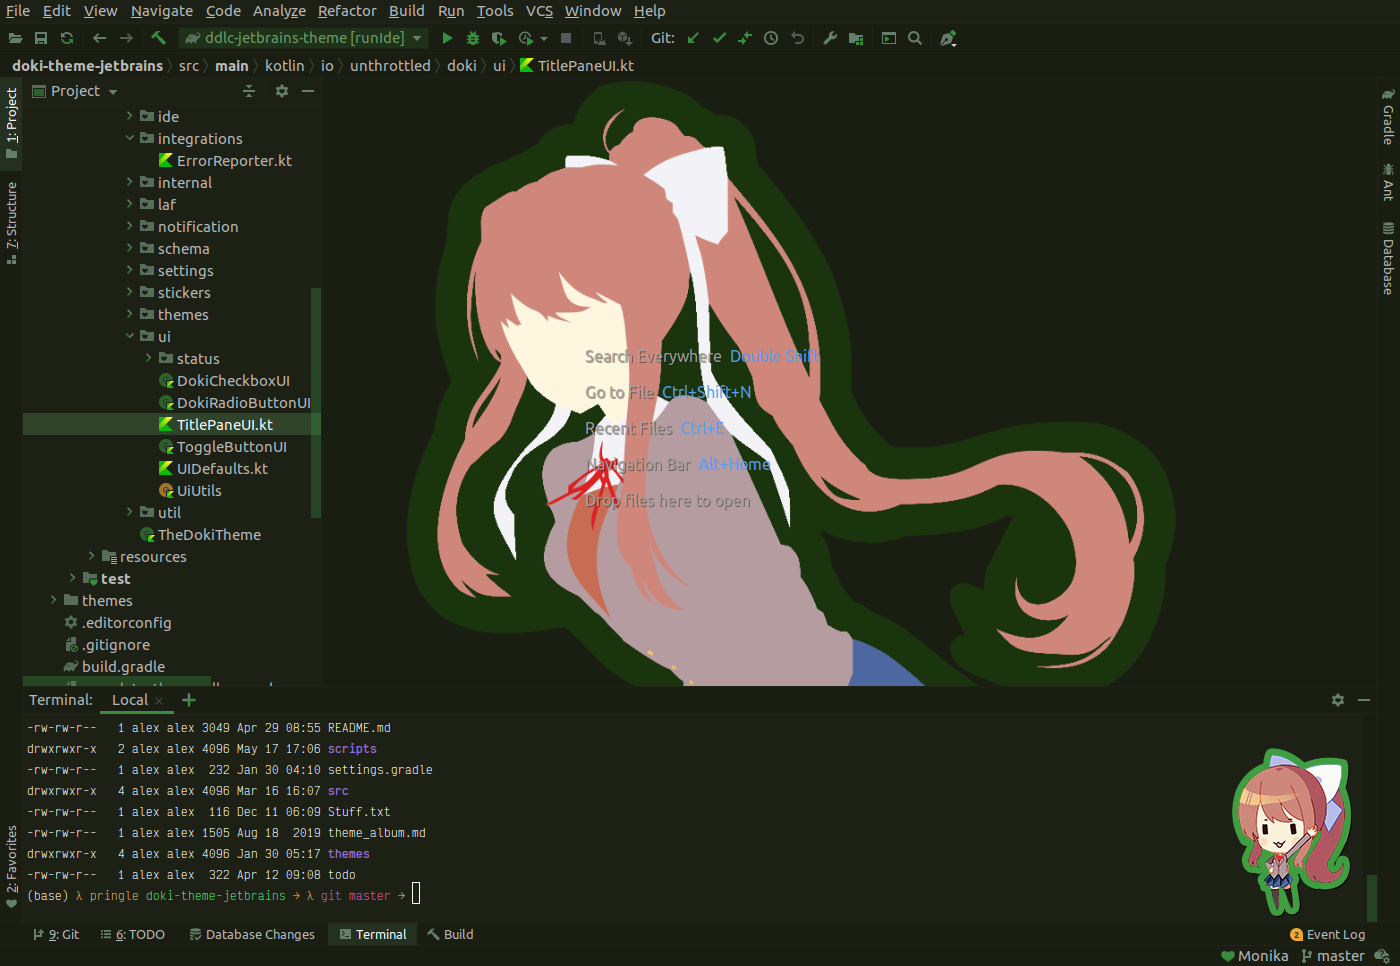 File Edit View Navigate Code Analyze Refactor Build Run Tools VCS Window Help
ddlc-jetbrains-theme [runIde] Git:
doki-theme-jetbrains src main kotlin io unthrottled doki ui TitlePaneUI.kt
1: Project
7: Structure
2: Favorites
Project
ide
integrations
ErrorReporter.kt
internal
laf
notification
schema
settings
stickers
themes
ui
status
DokiCheckboxUI
DokiRadioButtonUI
TitlePaneUI.kt
ToggleButtonUI
UIDefaults.kt
UiUtils
util
TheDokiTheme
resources
test
themes
.editorconfig
.gitignore
build.gradle
Search Everywhere Double Shift
Go to File Ctrl+Shift+N
Recent Files Ctrl+E
Navigation Bar Alt+Home
Drop files here to open
Gradle
Ant
Database
Terminal: Local
-rw-rw-r-- 1 alex alex 3049 Apr 29 08:55 README.md
drwxrwxr-x 2 alex alex 4096 May 17 17:06 scripts
-rw-rw-r-- 1 alex alex 232 Jan 30 04:10 settings.gradle
drwxrwxr-x 4 alex alex 4096 Mar 16 16:07 src
-rw-rw-r-- 1 alex alex 116 Dec 11 06:09 Stuff.txt
-rw-rw-r-- 1 alex alex 1505 Aug 18 2019 theme_album.md
drwxrwxr-x 4 alex alex 4096 Jan 30 05:17 themes
-rw-rw-r-- 1 alex alex 322 Apr 12 09:08 todo
(base) λ pringle doki-theme-jetbrains → λ git master →
9: Git 6: TODO Database Changes Terminal Build 2 Event Log
Monika master